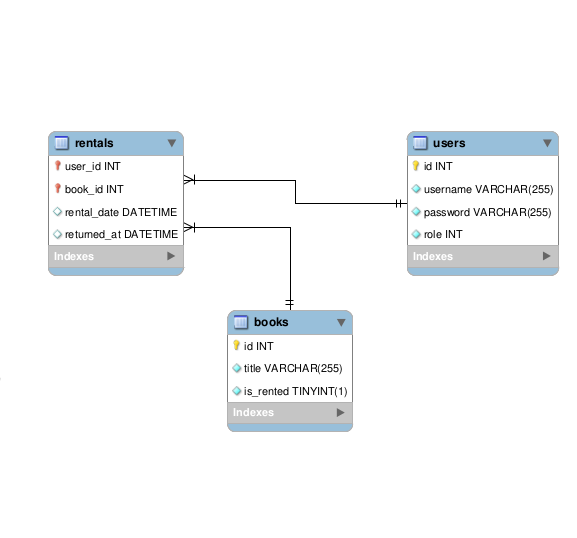 rentals
user_id INT
book_id INT
rental_date DATETIME
returned_at DATETIME
Indexes
users
id INT
username VARCHAR(255)
password VARCHAR(255)
role INT
Indexes
books
id INT
title VARCHAR(255)
is_rented TINYINT(1)
Indexes